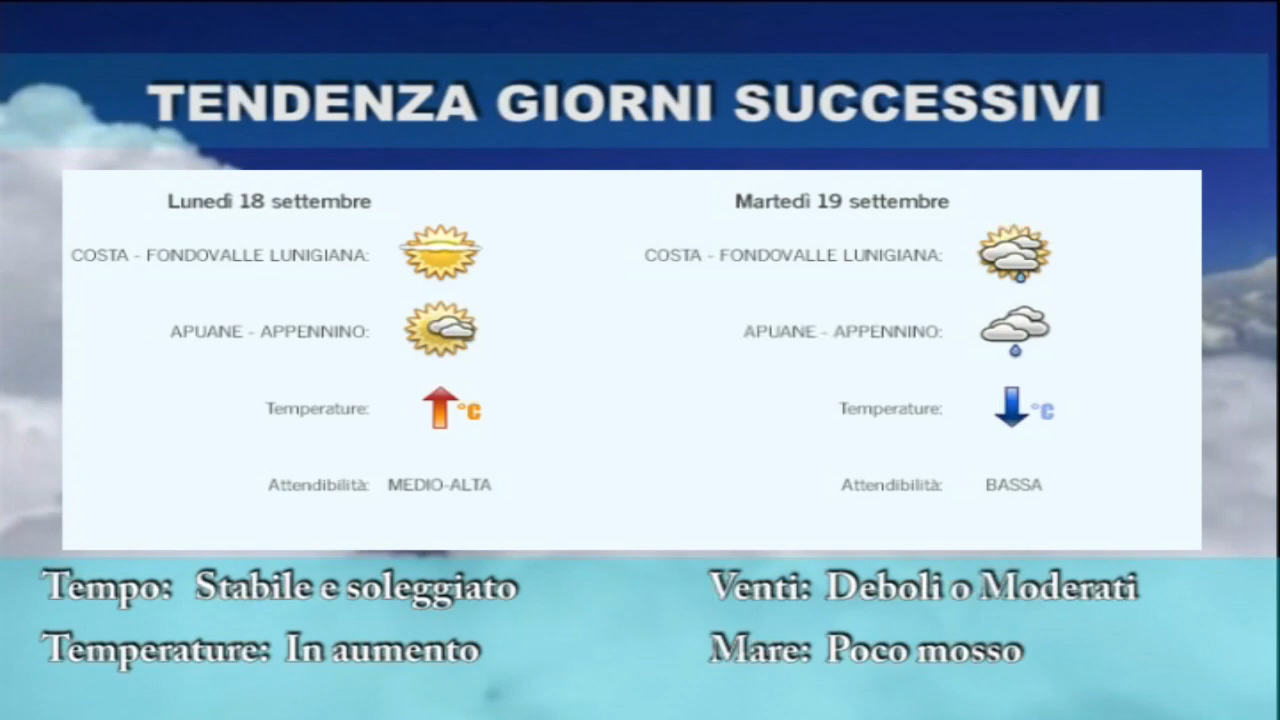 TENDENZA GIORNI SUCCESSIVI
Lunedì 18 settembre
COSTA - FONDOVALLE LUNIGIANA:
APUANE - APPENNINO:
Temperature: °C
Attendibilità: MEDIO-ALTA
Martedì 19 settembre
COSTA - FONDOVALLE LUNIGIANA:
APUANE - APPENNINO:
Temperature: °C
Attendibilità: BASSA
Tempo: Stabile e soleggiato
Temperature: In aumento
Venti: Deboli o Moderati
Mare: Poco mosso